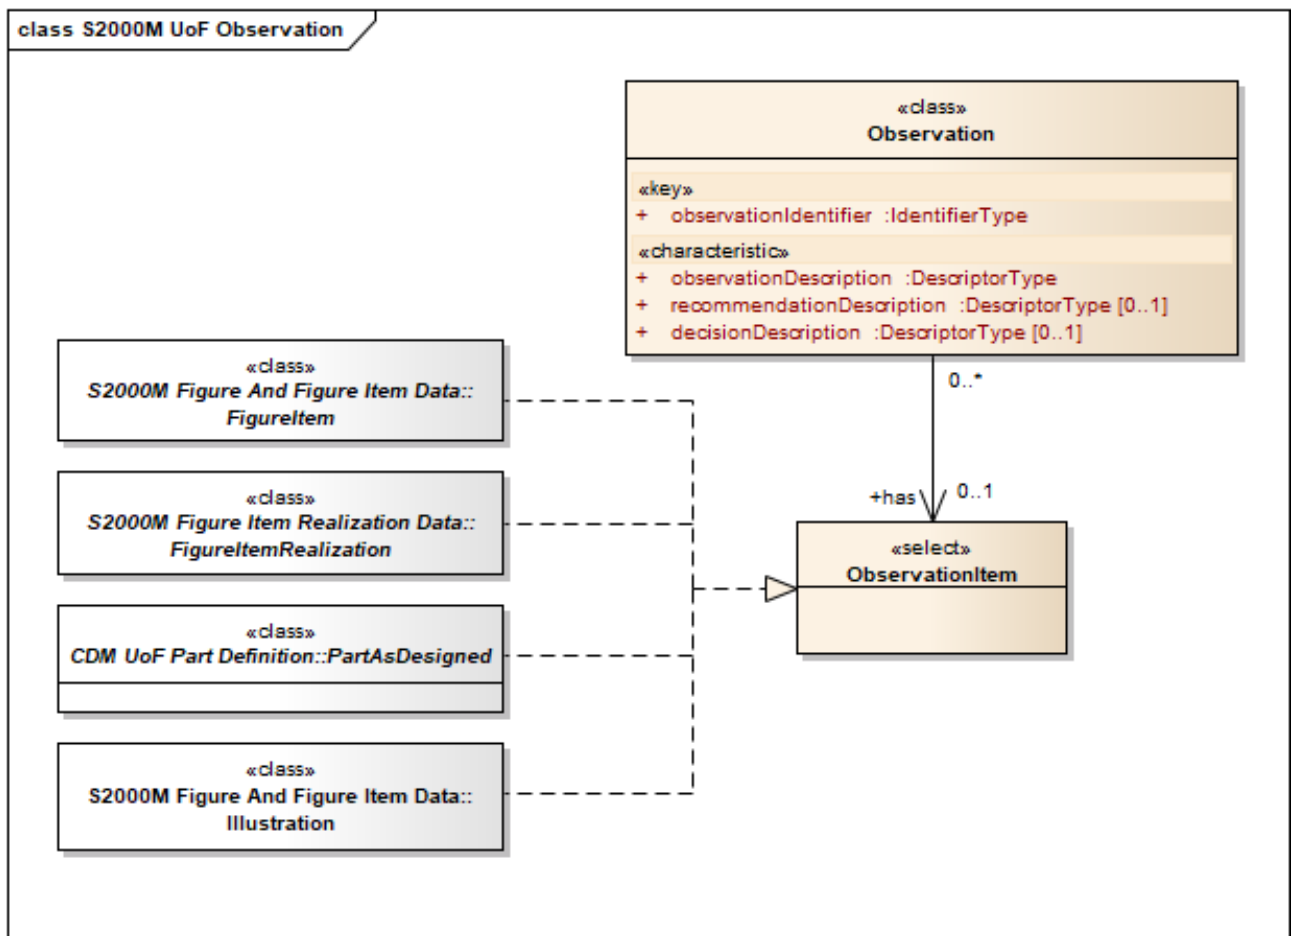 class S2000M UoF Observation
«class»
Observation
«key»
+ observationIdentifier :IdentifierType
«characteristic»
+ observationDescription :DescriptorType
+ recommendationDescription :DescriptorType [0..1]
+ decisionDescription :DescriptorType [0..1]
0..*
+has
0..1
«select»
ObservationItem
«class»
S2000M Figure And Figure Item Data::
FigureItem
«class»
S2000M Figure Item Realization Data::
FigureItemRealization
«class»
CDM UoF Part Definition::PartAsDesigned
«class»
S2000M Figure And Figure Item Data::
Illustration